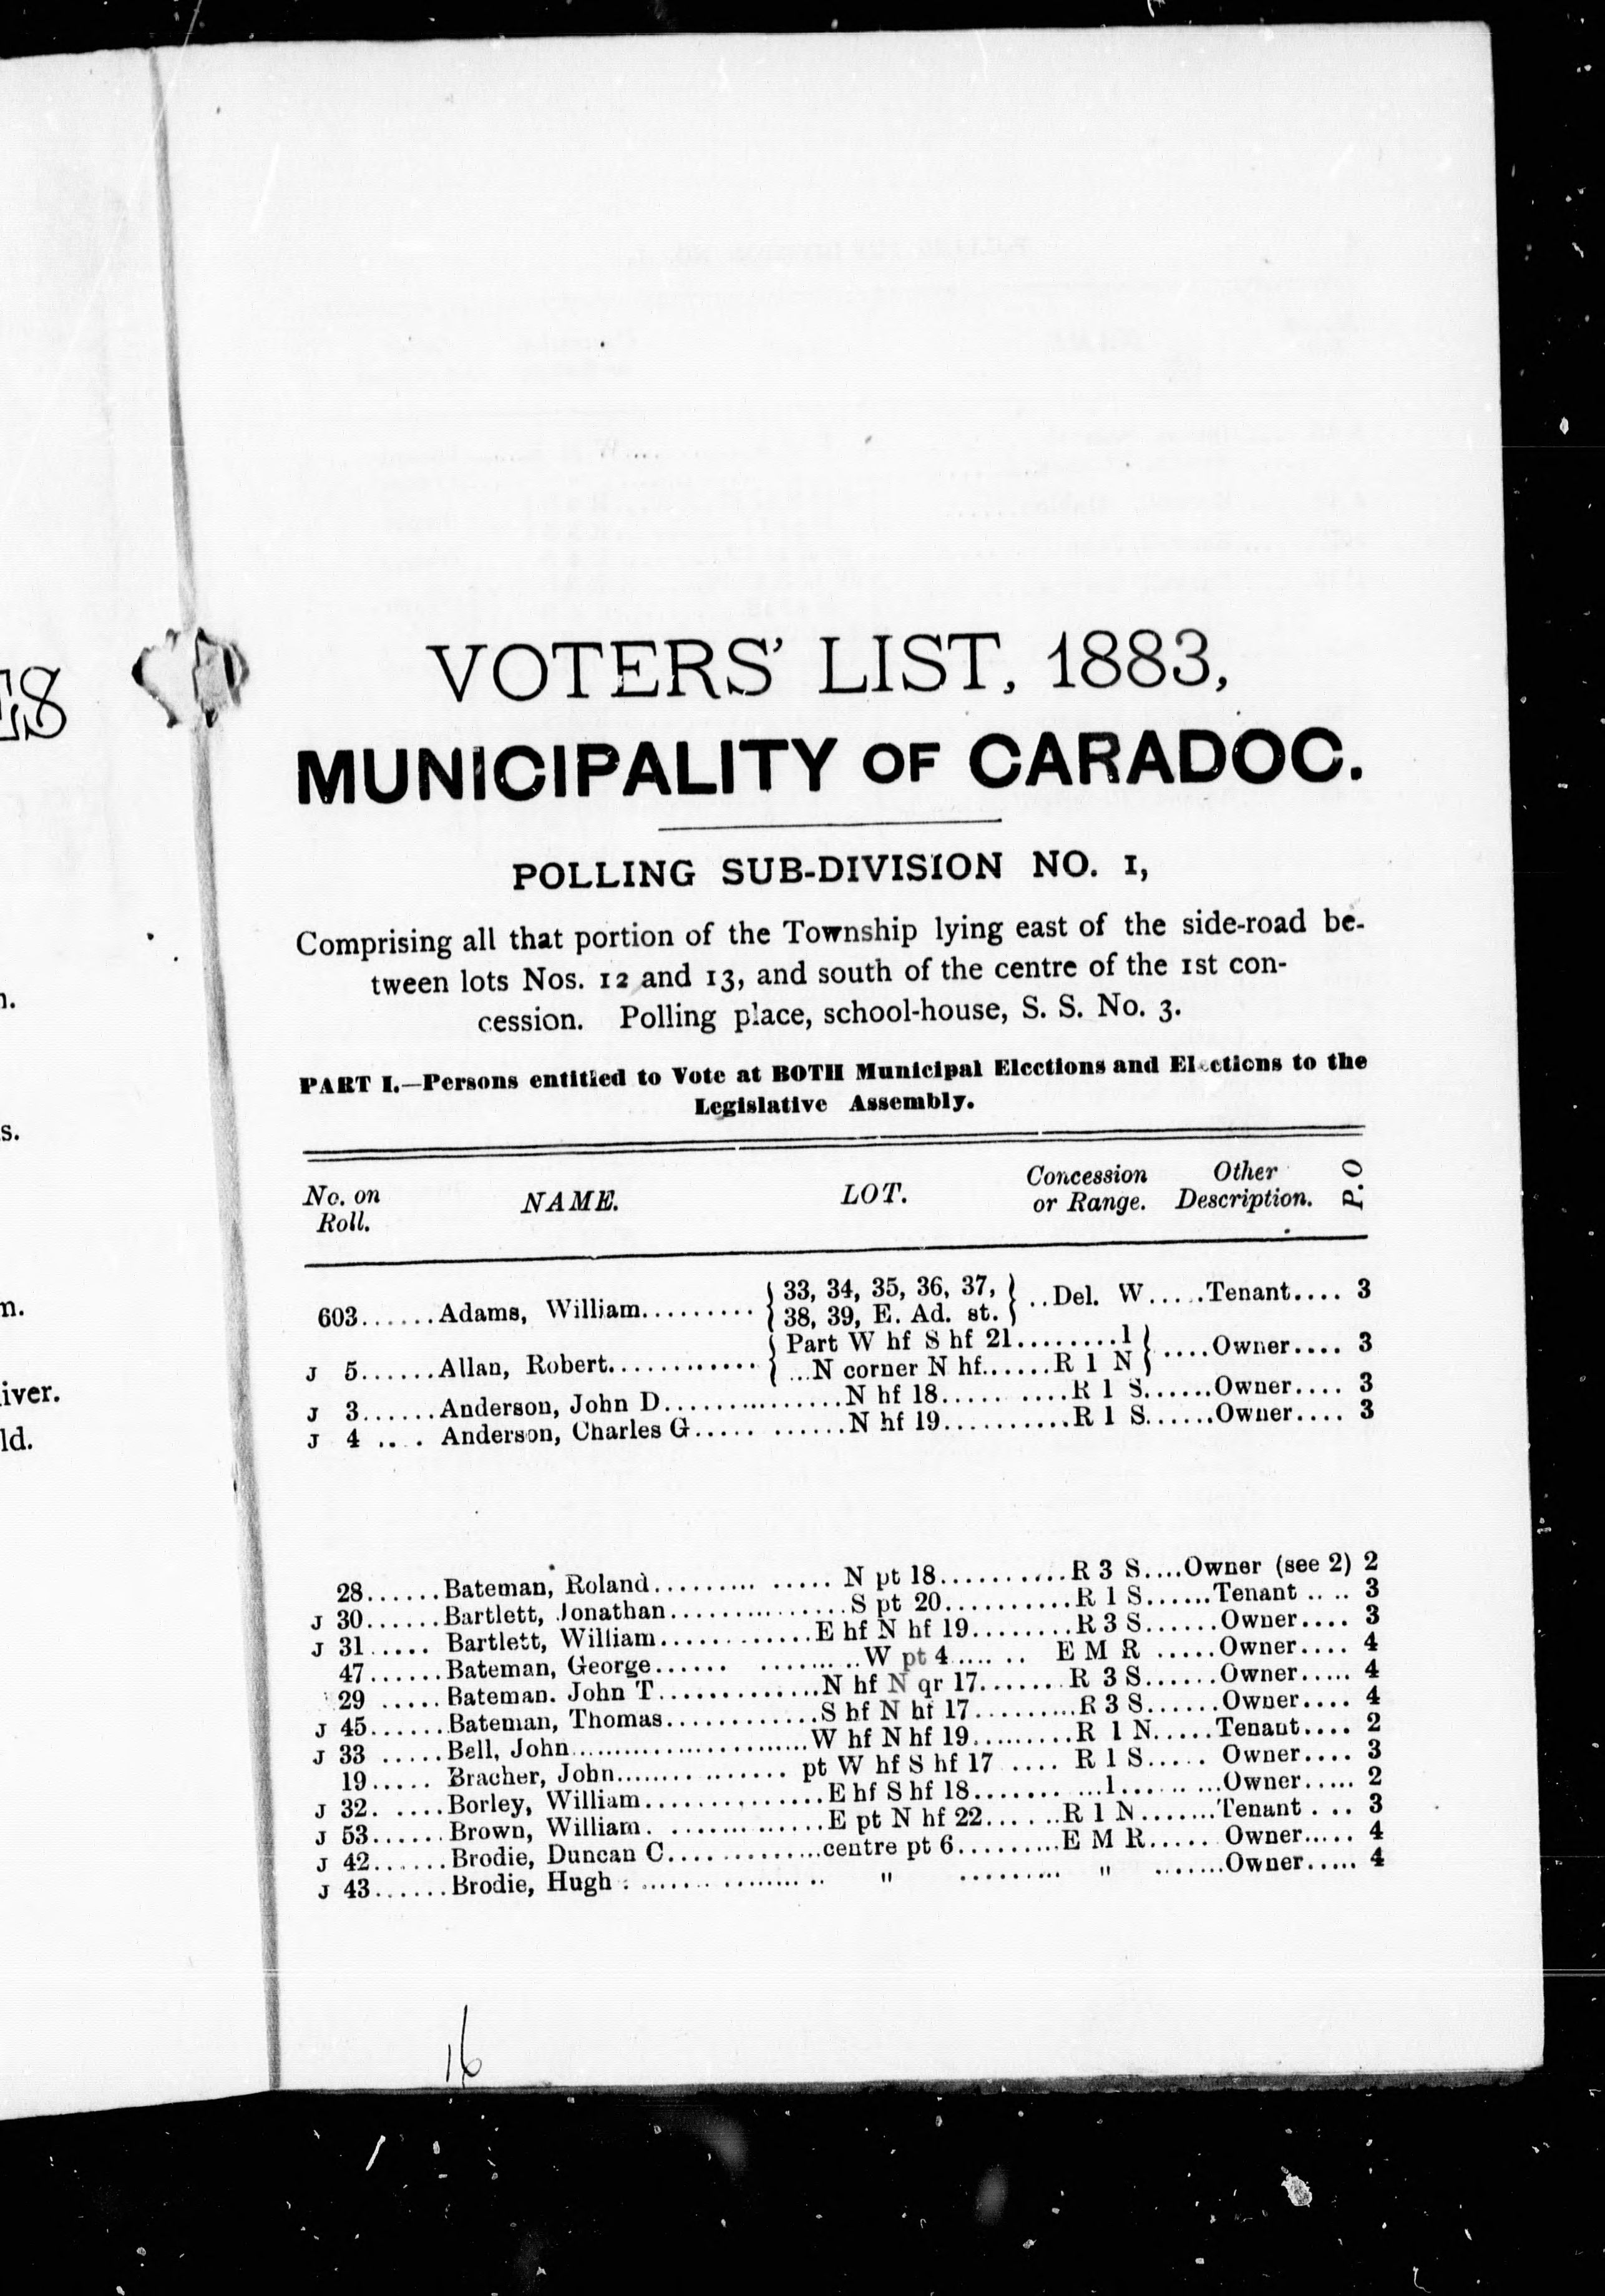 ES
n.
s.
m.
iver.
ld.
VOTERS' LIST, 1883,
MUNICIPALITY OF CARADOC.
POLLING SUB-DIVISION NO. 1,
Comprising all that portion of the Township lying east of the side-road be-
tween lots Nos. 12 and 13, and south of the centre of the 1st con-
cession. Polling place, school-house, S. S. No. 3.
PART I.—Persons entitled to Vote at BOTH Municipal Elections and Elections to the
Legislative Assembly.
No. on Roll. NAME. LOT. Concession or Range. Other Description. P.O
603......Adams, William.......... { 33, 34, 35, 36, 37, 38, 39, E. Ad. st. } ..Del. W.....Tenant.... 3
J 5......Allan, Robert............ { Part W hf S hf 21.........1 ...N corner N hf......R 1 N } ....Owner.... 3
J 3......Anderson, John D...............N hf 18..........R 1 S......Owner.... 3
J 4 .. . Anderson, Charles G..... ......N hf 19..........R 1 S......Owner.... 3
28......Bateman, Roland......... ...... N pt 18...........R 3 S....Owner (see 2) 2
J 30......Bartlett, Jonathan...............S pt 20...........R 1 S......Tenant .. .. 3
J 31..... Bartlett, William.............E hf N hf 19........R 3 S......Owner.... 3
47......Bateman, George...... .........W pt 4..... .. E M R .....Owner.... 4
29 .....Bateman. John T..............N hf N qr 17.......R 3 S......Owner..... 4
J 45.......Bateman, Thomas.............S hf N hf 17..........R 3 S......Owner.... 4
J 33 .....Bell, John.......................W hf N hf 19.........R 1 N.....Tenant.... 2
19..... Bracher, John............... pt W hf S hf 17 .... R 1 S..... Owner.... 3
J 32. ....Borley, William................E hf S hf 18...........1.........Owner..... 2
J 53......Brown, William. ..............E pt N hf 22......R 1 N.......Tenant . .. 3
J 42......Brodie, Duncan C..............centre pt 6.........E M R..... Owner..... 4
J 43......Brodie, Hugh . ............... " ......... " .......Owner..... 4
16